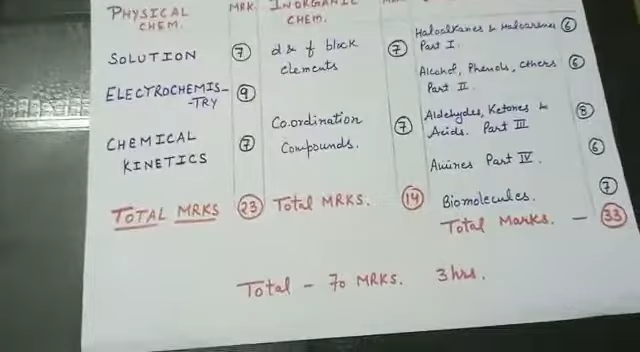 PHYSICAL MRK. INORGANIC
CHEM. CHEM.
SOLUTION 7
ELECTROCHEMIS-
-TRY 9
CHEMICAL
KINETICS 7
TOTAL MRKS 23
d & f block
elements 7
Co.ordination
Compounds. 7
Total MRKS. 14
Haloalkanes & Haloarenes 6
Part I.
Alcohol, Phenols, Ethers 6
Part II.
Aldehydes, Ketones &
Acids. Part III 8
Amines Part IV. 6
Biomolecules. 7
Total Marks. - 33
Total - 70 MRKS. 3 hrs.